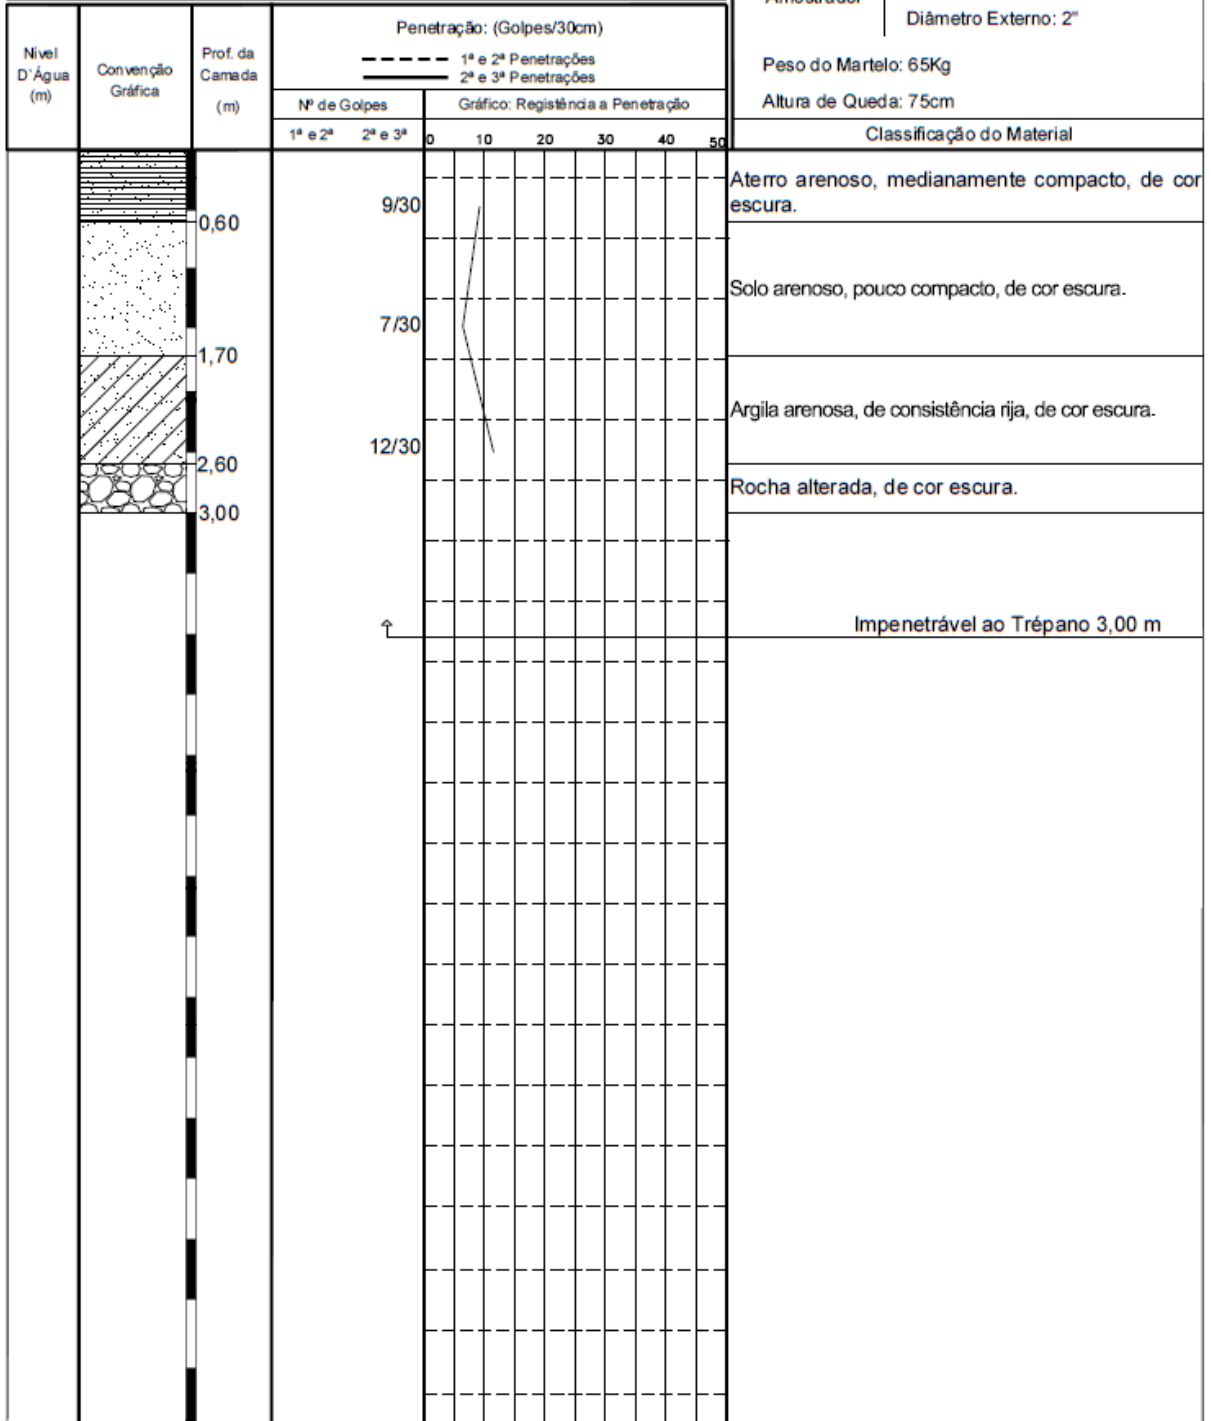 Diâmetro Externo: 2"
Peso do Martelo: 65Kg
Altura de Queda: 75cm
Classificação do Material
Nivel
D`Água
(m)
Convenção
Gráfica
Prof. da
Camada
(m)
Penetração: (Golpes/30cm)
1ª e 2ª Penetrações
2ª e 3ª Penetrações
Nº de Golpes
Gráfico: Registência a Penetração
1ª e 2ª 2ª e 3ª
0 10 20 30 40 50
9/30
Aterro arenoso, medianamente compacto, de cor
escura.
0,60
Solo arenoso, pouco compacto, de cor escura.
7/30
1,70
Argila arenosa, de consistência rija, de cor escura.
12/30
2,60
Rocha alterada, de cor escura.
3,00
Impenetrável ao Trépano 3,00 m